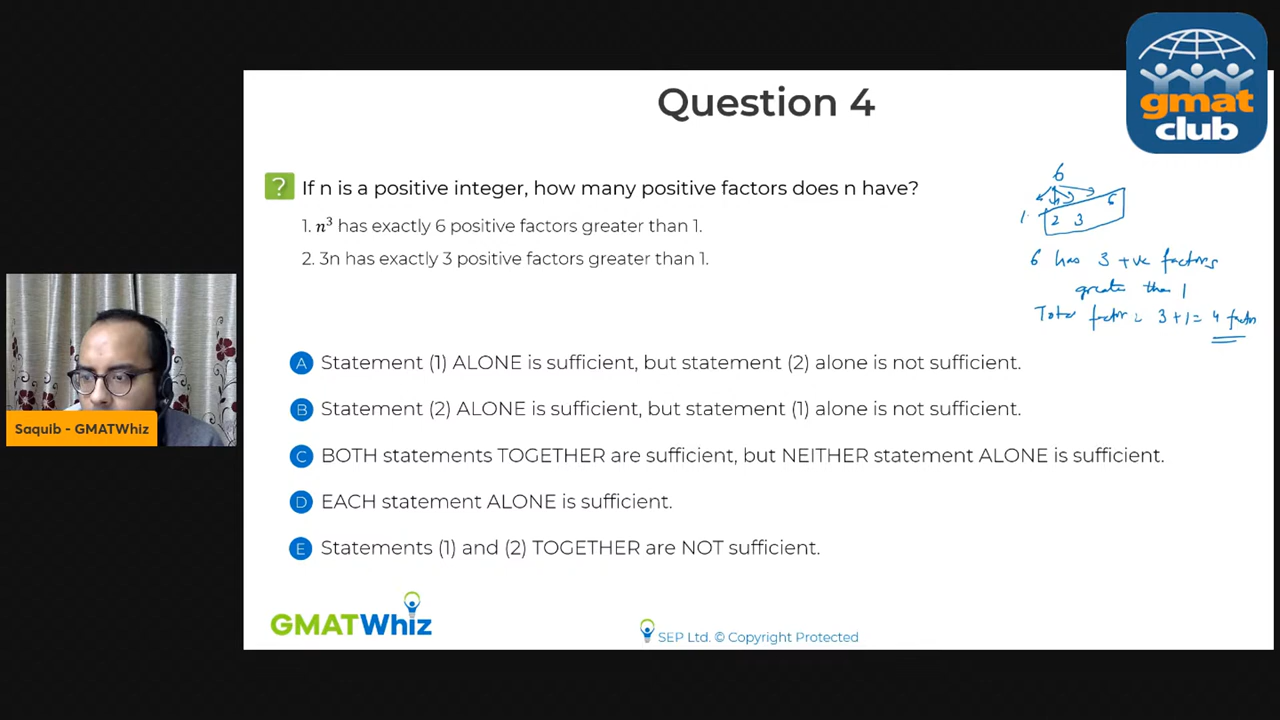 gmat
club
Question 4
? If n is a positive integer, how many positive factors does n have?
1. n³ has exactly 6 positive factors greater than 1.
2. 3n has exactly 3 positive factors greater than 1.
6
1 2 3 6
6 has 3 +ve factors
greater than 1
Total factor = 3+1 = 4 factor
A Statement (1) ALONE is sufficient, but statement (2) alone is not sufficient.
B Statement (2) ALONE is sufficient, but statement (1) alone is not sufficient.
C BOTH statements TOGETHER are sufficient, but NEITHER statement ALONE is sufficient.
D EACH statement ALONE is sufficient.
E Statements (1) and (2) TOGETHER are NOT sufficient.
Saquib - GMATWhiz
GMATWhiz
SEP Ltd. © Copyright Protected